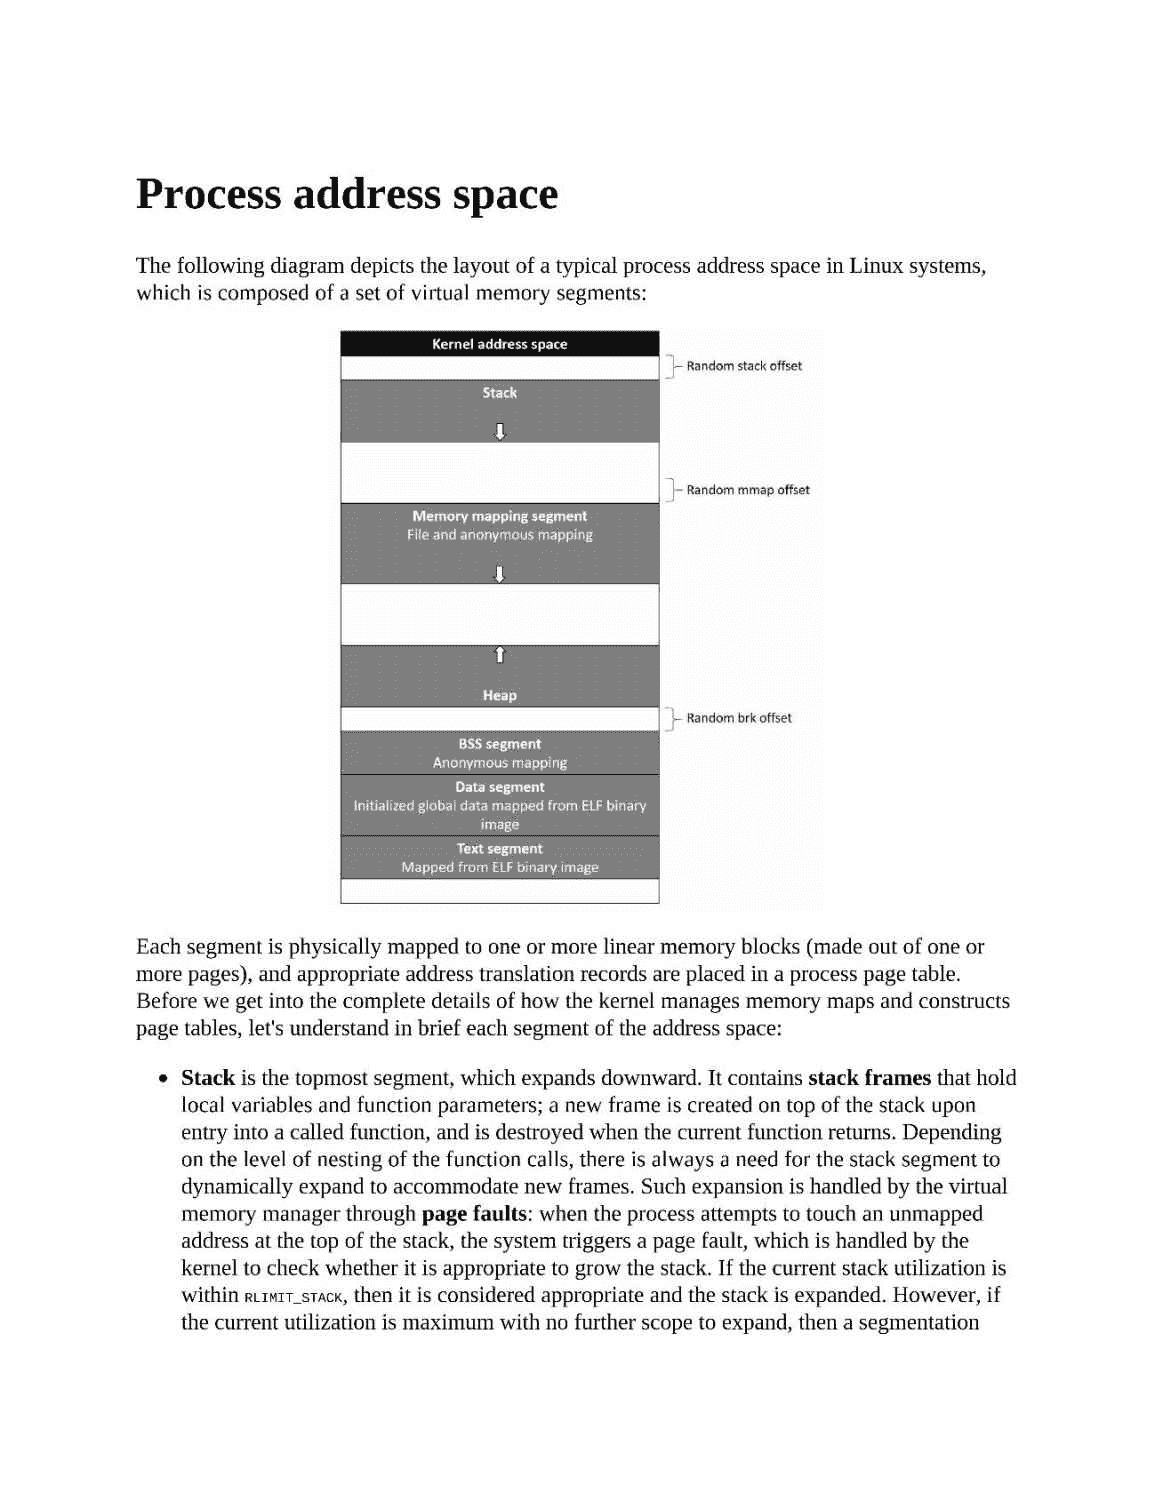 Process address space
The following diagram depicts the layout of a typical process address space in Linux systems,
which is composed of a set of virtual memory segments:
Kernel address space
Random stack offset
Stack
Random mmap offset
Memory mapping segment
File and anonymous mapping
Heap
Random brk offset
BSS segment
Anonymous mapping
Data segment
Initialized global data mapped from ELF binary
image
Text segment
Mapped from ELF binary image
Each segment is physically mapped to one or more linear memory blocks (made out of one or
more pages), and appropriate address translation records are placed in a process page table.
Before we get into the complete details of how the kernel manages memory maps and constructs
page tables, let's understand in brief each segment of the address space:
• Stack is the topmost segment, which expands downward. It contains stack frames that hold
local variables and function parameters; a new frame is created on top of the stack upon
entry into a called function, and is destroyed when the current function returns. Depending
on the level of nesting of the function calls, there is always a need for the stack segment to
dynamically expand to accommodate new frames. Such expansion is handled by the virtual
memory manager through page faults: when the process attempts to touch an unmapped
address at the top of the stack, the system triggers a page fault, which is handled by the
kernel to check whether it is appropriate to grow the stack. If the current stack utilization is
within RLIMIT_STACK, then it is considered appropriate and the stack is expanded. However, if
the current utilization is maximum with no further scope to expand, then a segmentation